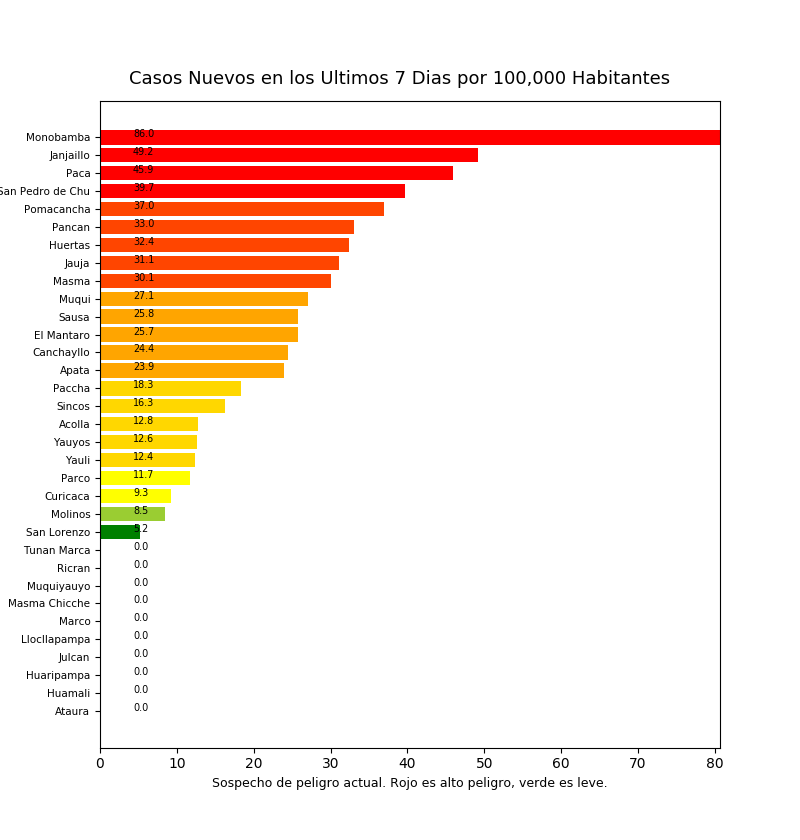 Casos Nuevos en los Ultimos 7 Dias por 100,000 Habitantes
Monobamba 86.0
Janjaillo 49.2
Paca 45.9
San Pedro de Chu 39.7
Pomacancha 37.0
Pancan 33.0
Huertas 32.4
Jauja 31.1
Masma 30.1
Muqui 27.1
Sausa 25.8
El Mantaro 25.7
Canchayllo 24.4
Apata 23.9
Paccha 18.3
Sincos 16.3
Acolla 12.8
Yauyos 12.6
Yauli 12.4
Parco 11.7
Curicaca 9.3
Molinos 8.5
San Lorenzo 5.2
Tunan Marca 0.0
Ricran 0.0
Muquiyauyo 0.0
Masma Chicche 0.0
Marco 0.0
Llocllapampa 0.0
Julcan 0.0
Huaripampa 0.0
Huamali 0.0
Ataura 0.0
0 10 20 30 40 50 60 70 80
Sospecho de peligro actual. Rojo es alto peligro, verde es leve.